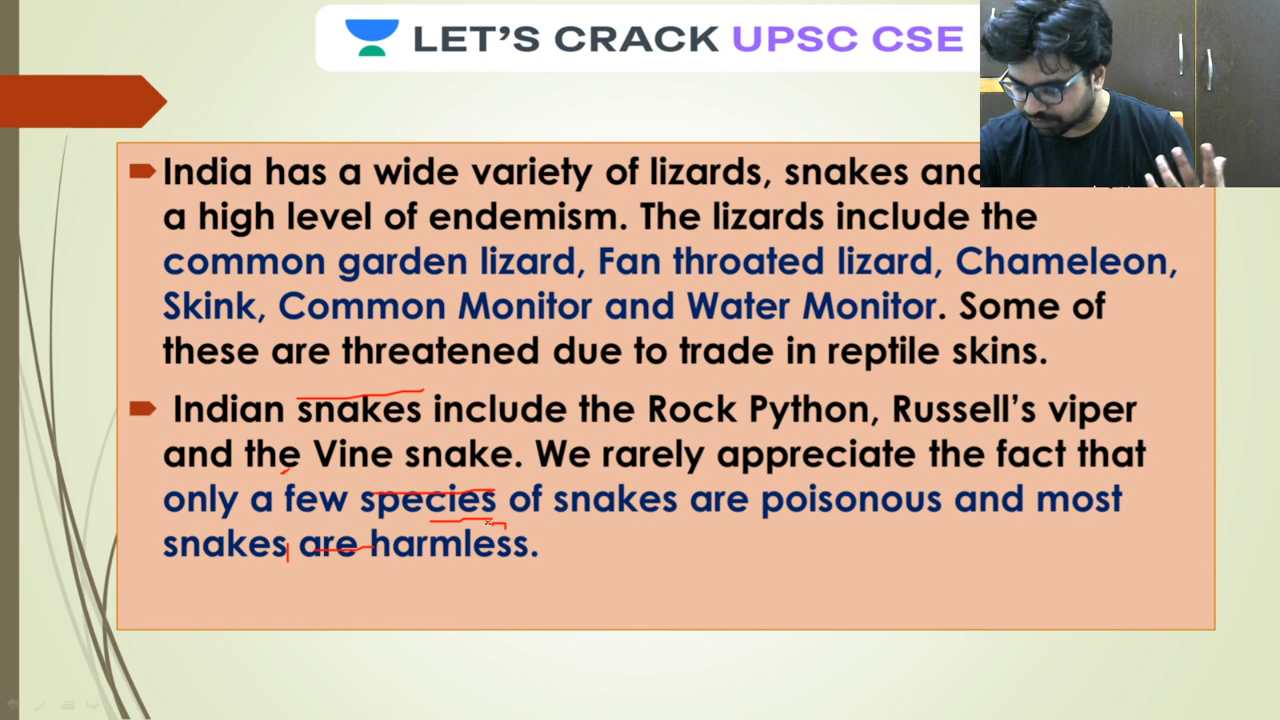 LET'S CRACK UPSC CSE
India has a wide variety of lizards, snakes and
a high level of endemism. The lizards include the
common garden lizard, Fan throated lizard, Chameleon,
Skink, Common Monitor and Water Monitor. Some of
these are threatened due to trade in reptile skins.
Indian snakes include the Rock Python, Russell's viper
and the Vine snake. We rarely appreciate the fact that
only a few species of snakes are poisonous and most
snakes are harmless.